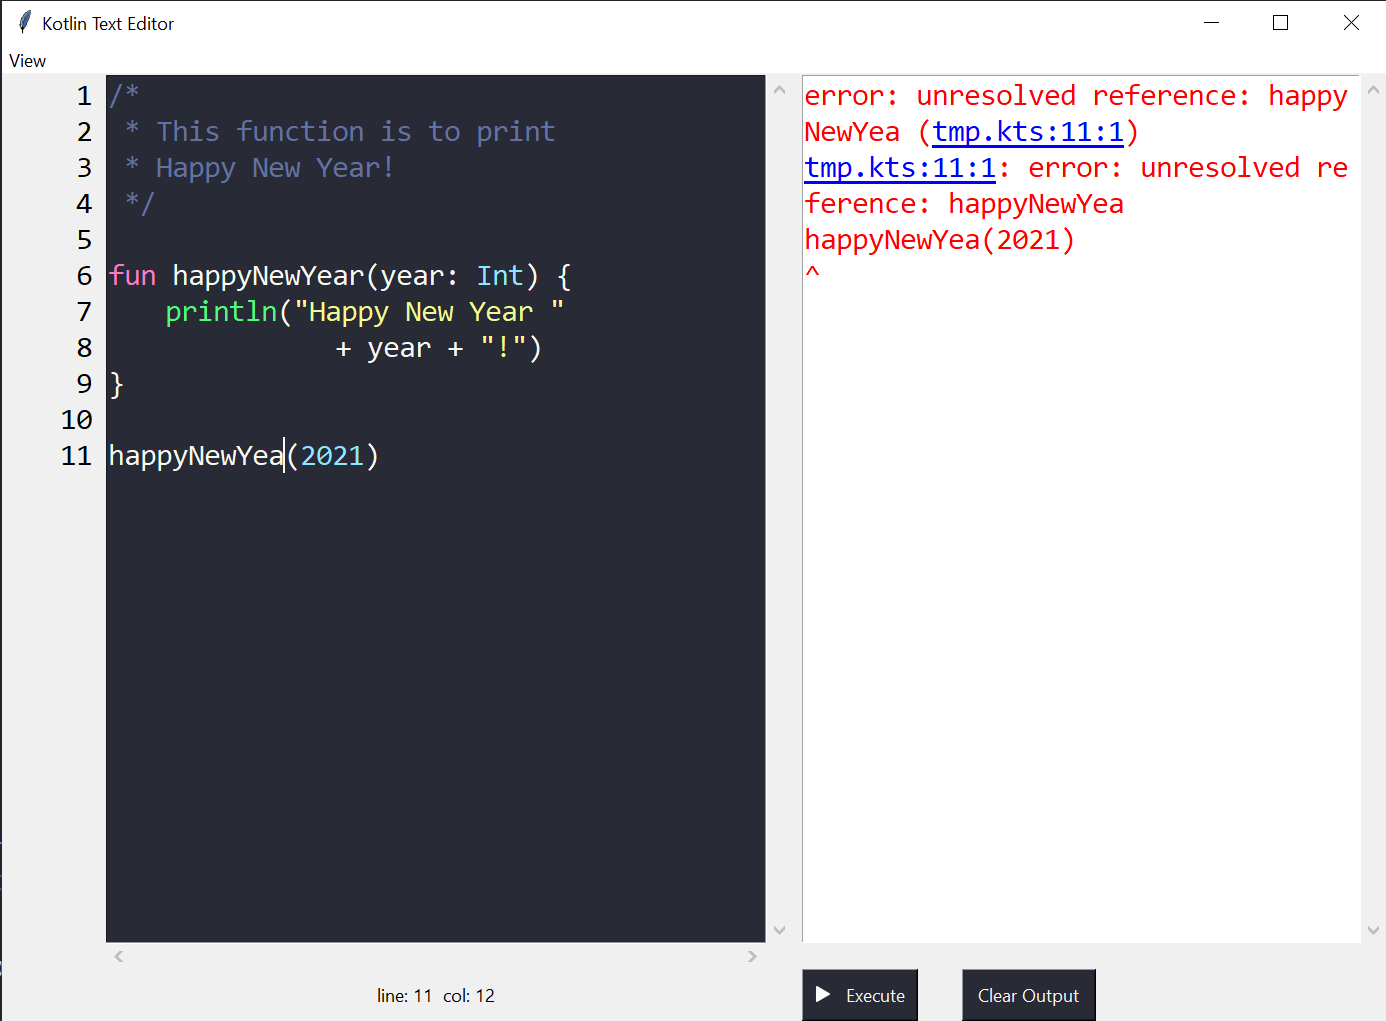 Kotlin Text Editor
View
1 /*
2  * This function is to print
3  * Happy New Year!
4  */
5
6 fun happyNewYear(year: Int) {
7     println("Happy New Year "
8               + year + "!")
9 }
10
11 happyNewYea(2021)
error: unresolved reference: happy
NewYea (tmp.kts:11:1)
tmp.kts:11:1: error: unresolved re
ference: happyNewYea
happyNewYea(2021)
^
line: 11  col: 12
Execute
Clear Output